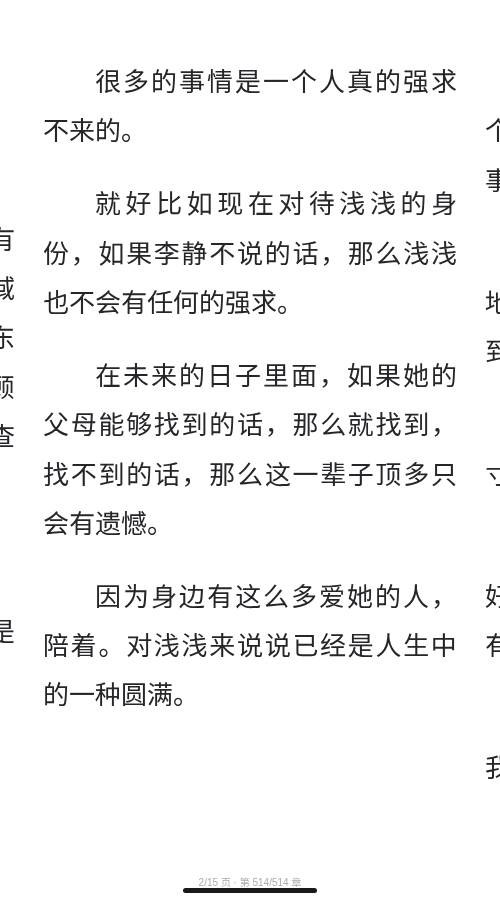 很多的事情是一个人真的强求
不来的。
就好比如现在对待浅浅的身
份，如果李静不说的话，那么浅浅
也不会有任何的强求。
在未来的日子里面，如果她的
父母能够找到的话，那么就找到，
找不到的话，那么这一辈子顶多只
会有遗憾。
因为身边有这么多爱她的人，
陪着。对浅浅来说说已经是人生中
的一种圆满。
2/15 页 · 第 514/514 章